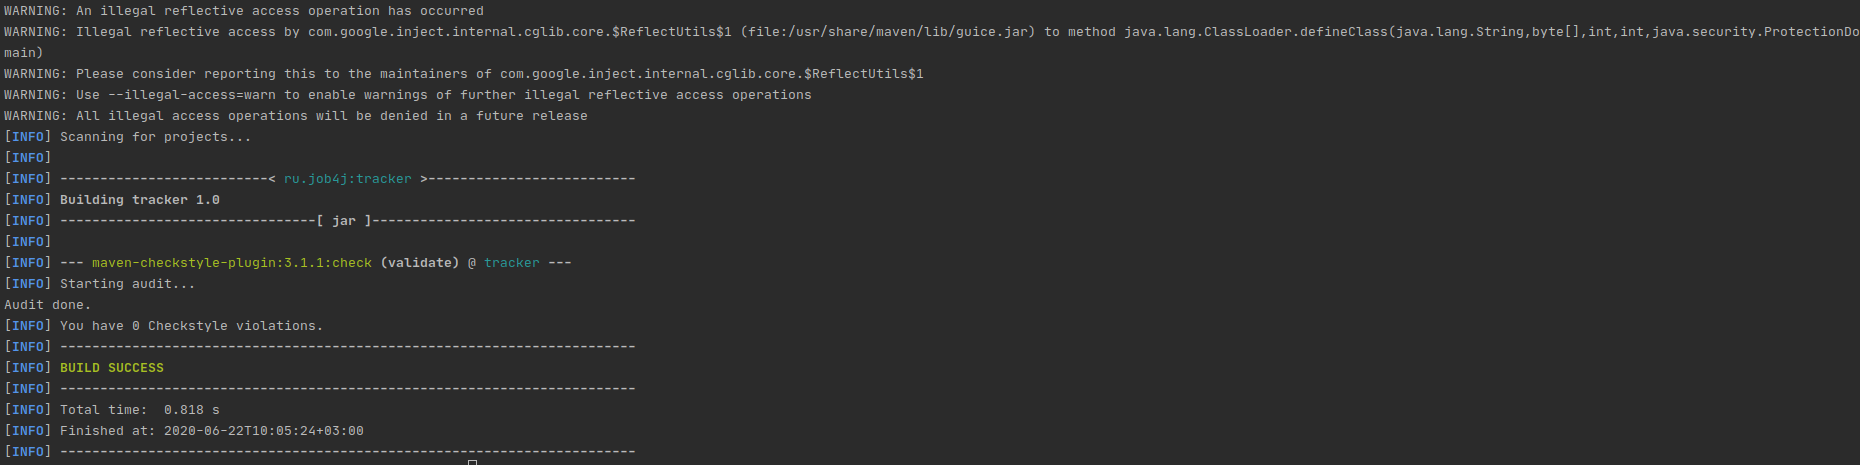 WARNING: An illegal reflective access operation has occurred
WARNING: Illegal reflective access by com.google.inject.internal.cglib.core.$ReflectUtils$1 (file:/usr/share/maven/lib/guice.jar) to method java.lang.ClassLoader.defineClass(java.lang.String,byte[],int,int,java.security.ProtectionDo
main)
WARNING: Please consider reporting this to the maintainers of com.google.inject.internal.cglib.core.$ReflectUtils$1
WARNING: Use --illegal-access=warn to enable warnings of further illegal reflective access operations
WARNING: All illegal access operations will be denied in a future release
[INFO] Scanning for projects...
[INFO]
[INFO] --------------------------< ru.job4j:tracker >--------------------------
[INFO] Building tracker 1.0
[INFO] --------------------------------[ jar ]---------------------------------
[INFO]
[INFO] --- maven-checkstyle-plugin:3.1.1:check (validate) @ tracker ---
[INFO] Starting audit...
Audit done.
[INFO] You have 0 Checkstyle violations.
[INFO] ------------------------------------------------------------------------
[INFO] BUILD SUCCESS
[INFO] ------------------------------------------------------------------------
[INFO] Total time:  0.818 s
[INFO] Finished at: 2020-06-22T10:05:24+03:00
[INFO] ------------------------------------------------------------------------